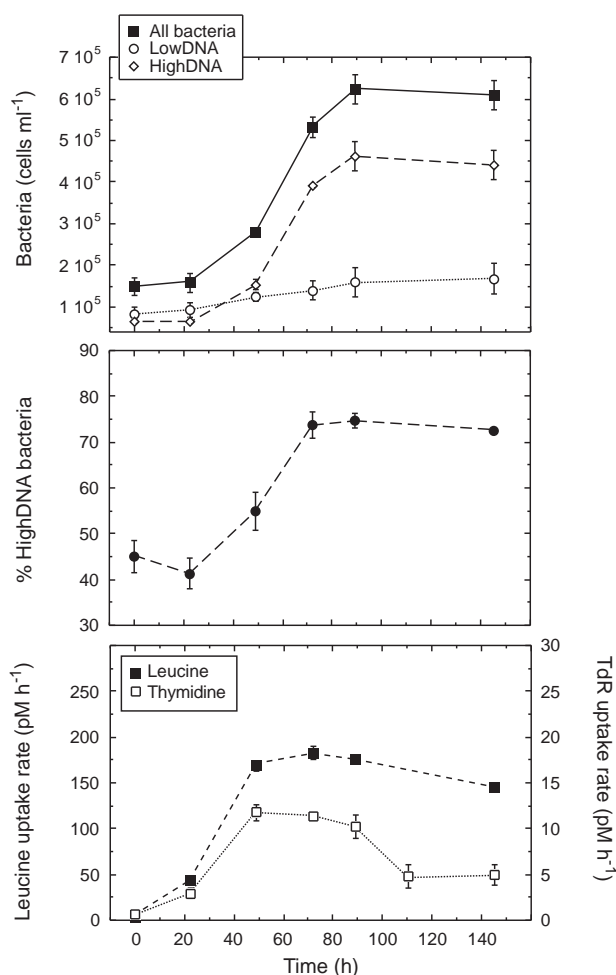 All bacteria
LowDNA
HighDNA
7 10⁵
6 10⁵
5 10⁵
4 10⁵
3 10⁵
2 10⁵
1 10⁵
Bacteria (cells ml⁻¹)
90
80
70
60
50
40
30
% HighDNA bacteria
Leucine
Thymidine
250
200
150
100
50
0
Leucine uptake rate (pM h⁻¹)
30
25
20
15
10
5
0
TdR uptake rate (pM h⁻¹)
0 20 40 60 80 100 120 140
Time (h)